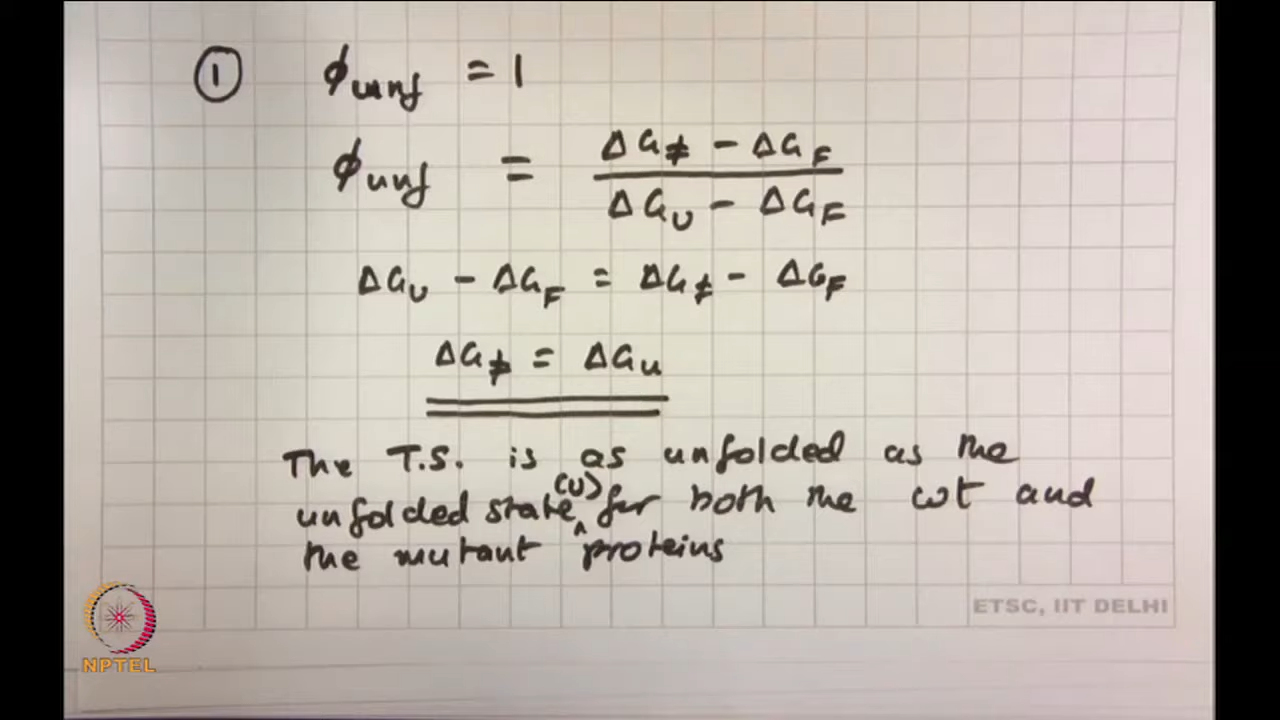 ① ϕunf = 1
ϕunf = ΔG‡ - ΔGF
ΔGU - ΔGF
ΔGU - ΔGF = ΔG‡ - ΔGF
ΔG‡ = ΔGU
The T.S. is as unfolded as the
unfolded state (U) for both the wt and
the mutant proteins
ETSC, IIT DELHI
NPTEL